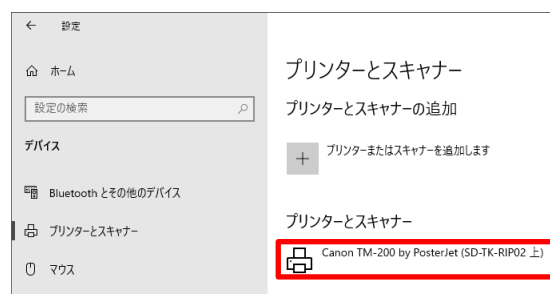 ← 設定
ホーム
設定の検索
デバイス
Bluetooth とその他のデバイス
プリンターとスキャナー
マウス
プリンターとスキャナー
プリンターとスキャナーの追加
プリンターまたはスキャナーを追加します
プリンターとスキャナー
Canon TM-200 by PosterJet (SD-TK-RIP02 上)